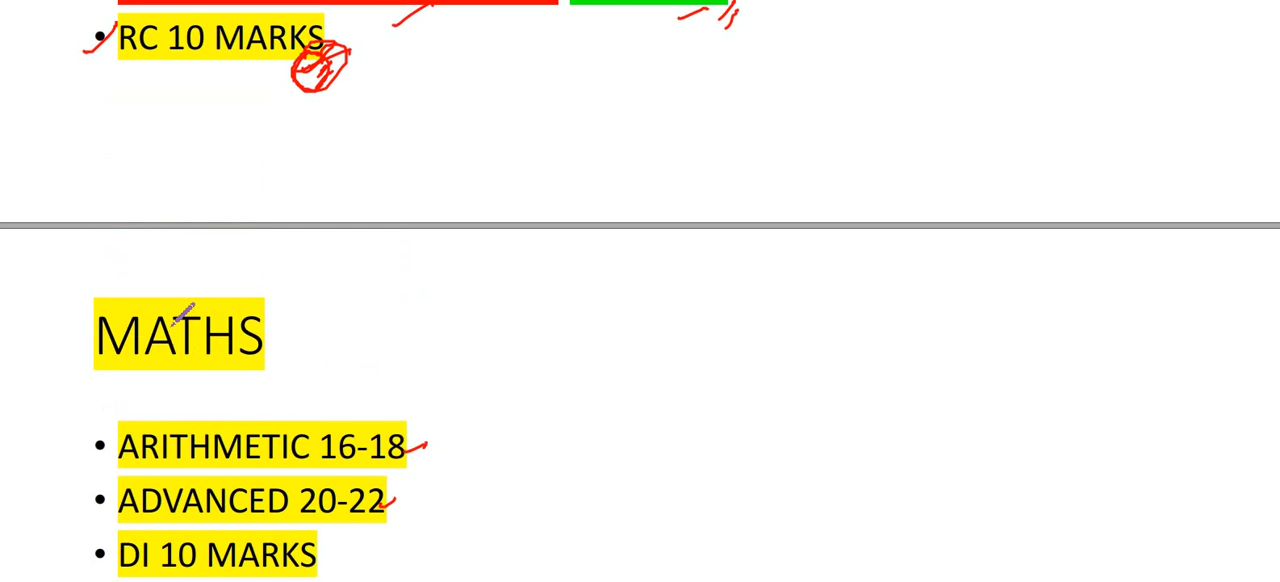 • RC 10 MARKS
MATHS
• ARITHMETIC 16-18
• ADVANCED 20-22
• DI 10 MARKS